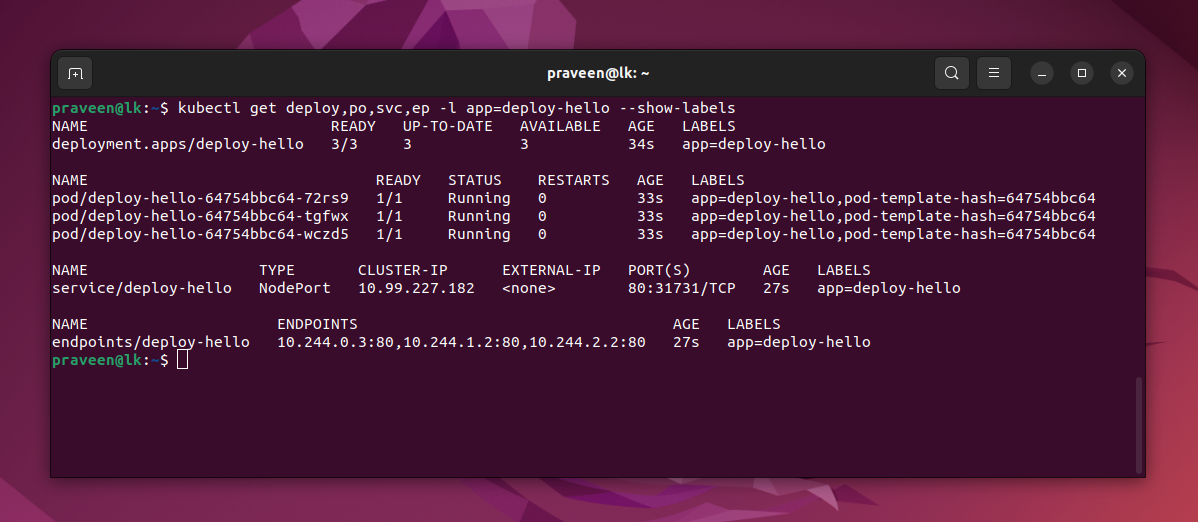 praveen@lk: ~
praveen@lk:~$ kubectl get deploy,po,svc,ep -l app=deploy-hello --show-labels
NAME                           READY   UP-TO-DATE   AVAILABLE   AGE   LABELS
deployment.apps/deploy-hello   3/3     3            3           34s   app=deploy-hello

NAME                                READY   STATUS    RESTARTS   AGE   LABELS
pod/deploy-hello-64754bbc64-72rs9   1/1     Running   0          33s   app=deploy-hello,pod-template-hash=64754bbc64
pod/deploy-hello-64754bbc64-tgfwx   1/1     Running   0          33s   app=deploy-hello,pod-template-hash=64754bbc64
pod/deploy-hello-64754bbc64-wczd5   1/1     Running   0          33s   app=deploy-hello,pod-template-hash=64754bbc64

NAME                   TYPE       CLUSTER-IP      EXTERNAL-IP   PORT(S)        AGE   LABELS
service/deploy-hello   NodePort   10.99.227.182   <none>        80:31731/TCP   27s   app=deploy-hello

NAME                     ENDPOINTS                                   AGE   LABELS
endpoints/deploy-hello   10.244.0.3:80,10.244.1.2:80,10.244.2.2:80   27s   app=deploy-hello
praveen@lk:~$